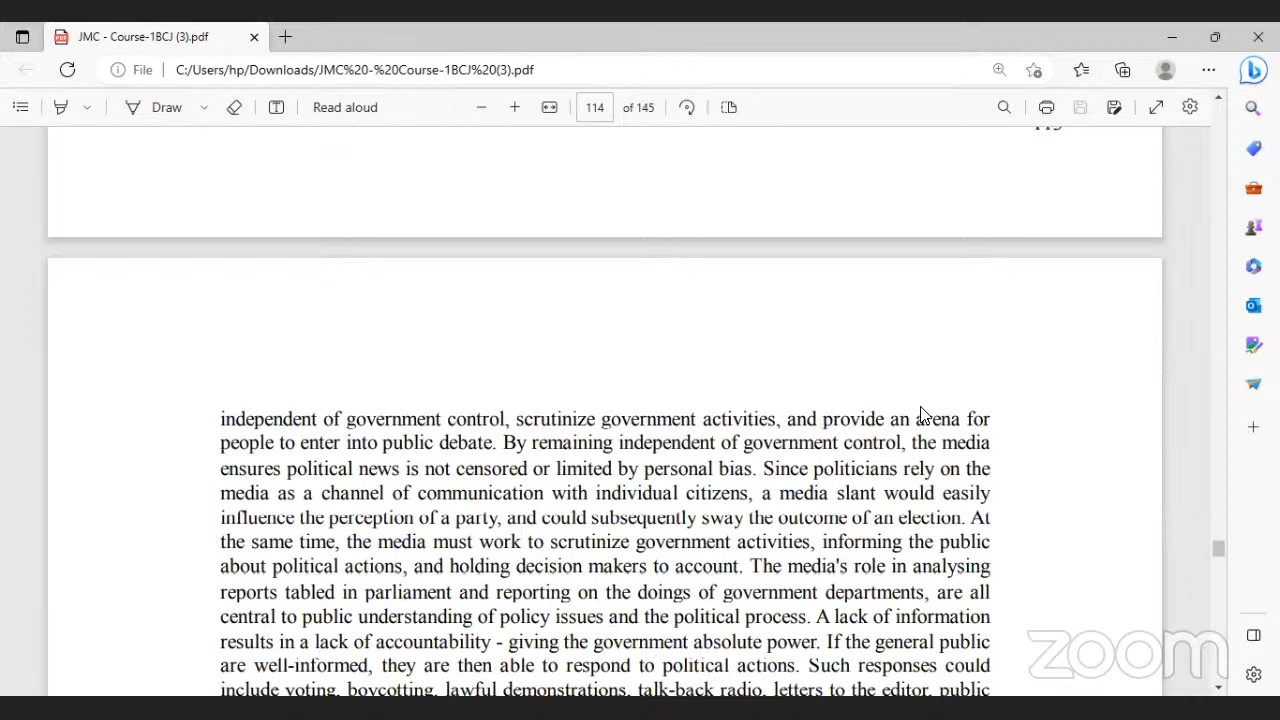 JMC - Course-1BCJ (3).pdf
File C:/Users/hp/Downloads/JMC%20-%20Course-1BCJ%20(3).pdf
Draw Read aloud 114 of 145
independent of government control, scrutinize government activities, and provide an arena for
people to enter into public debate. By remaining independent of government control, the media
ensures political news is not censored or limited by personal bias. Since politicians rely on the
media as a channel of communication with individual citizens, a media slant would easily
influence the perception of a party, and could subsequently sway the outcome of an election. At
the same time, the media must work to scrutinize government activities, informing the public
about political actions, and holding decision makers to account. The media's role in analysing
reports tabled in parliament and reporting on the doings of government departments, are all
central to public understanding of policy issues and the political process. A lack of information
results in a lack of accountability - giving the government absolute power. If the general public
are well-informed, they are then able to respond to political actions. Such responses could
include voting, boycotting, lawful demonstrations, talk-back radio, letters to the editor, public
zoom